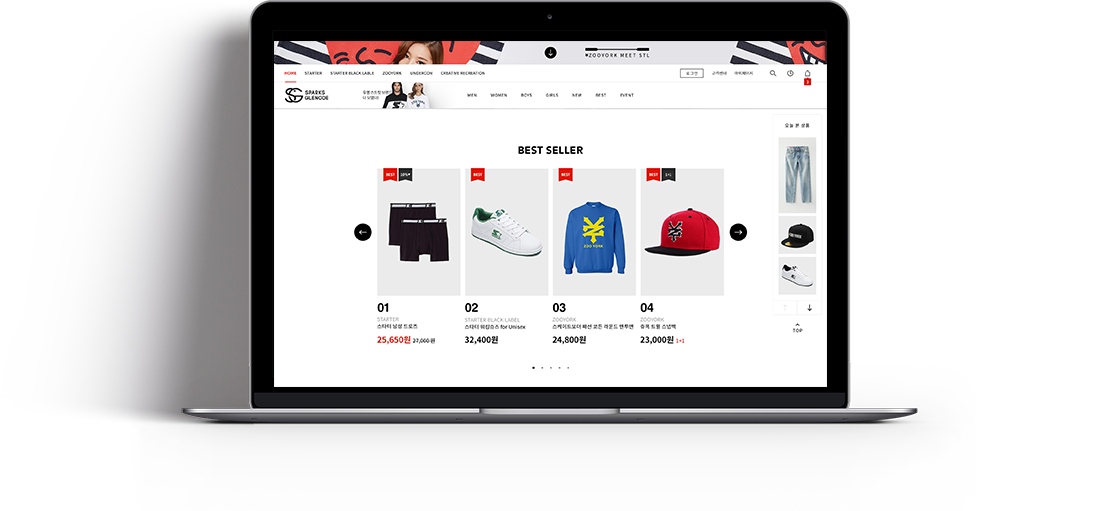 #ZOOYORK MEET STL
HOME STARTER STARTER BLACK LABLE ZOOYORK UNDERCON CREATIVE RECREATION
로그인 고객센터 마이페이지
SPARKS
GLENCOE
MEN WOMEN BOYS GIRLS NEW BEST EVENT
오늘 본 상품
BEST SELLER
BEST 10%▼
BEST
BEST
BEST 1+1
ZOO YORK
01
STARTER
스타터 남성 드로즈
25,650원 27,000 원
02
STARTER BLACK LABEL
스타터 워킹슈즈 for Unisex
32,400원
03
ZOOYORK
스케이트보더 패션 코튼 라운드 맨투맨
24,800원
04
ZOOYORK
쥬욕 트윌 스냅백
23,000원 1+1
TOP